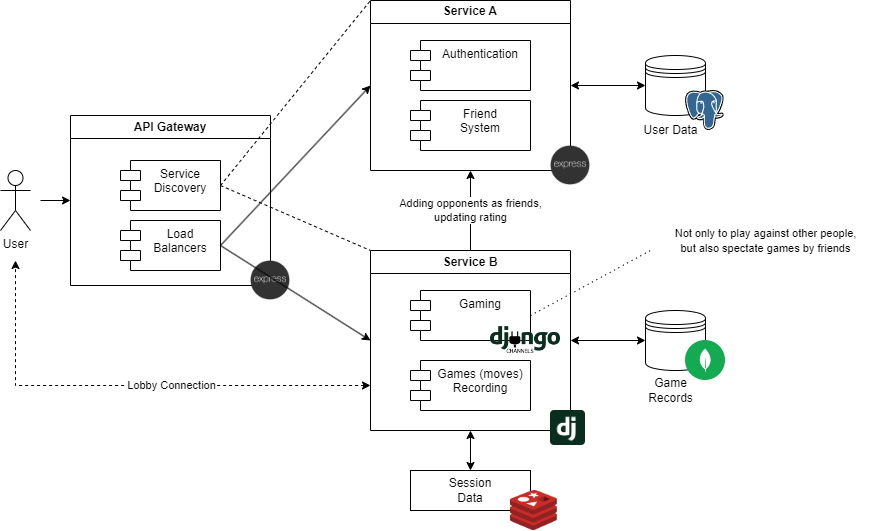 Service A
Authentication
Friend
System
User Data
express
API Gateway
Service
Discovery
Load
Balancers
express
User
Adding opponents as friends,
updating rating
Not only to play against other people,
but also spectate games by friends
Service B
Gaming
django
CHANNELS
Games (moves)
Recording
dj
Game
Records
Lobby Connection
Session
Data